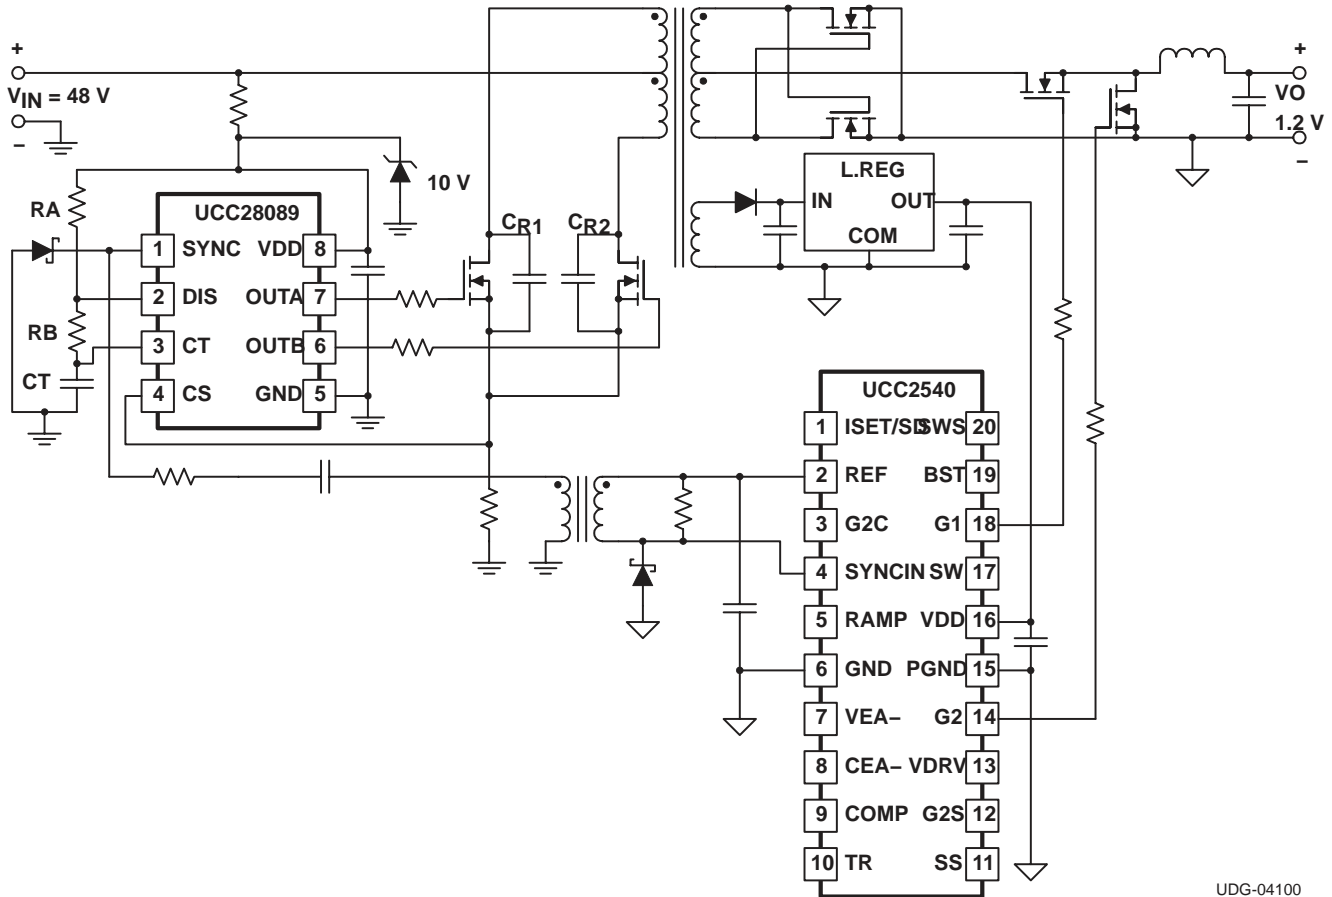 +
VIN = 48 V
–
10 V
RA
RB
CT
UCC28089
1 SYNC VDD 8
2 DIS OUTA 7
3 CT OUTB 6
4 CS GND 5
CR1
CR2
L.REG
IN OUT
COM
+
VO
1.2 V
–
UCC2540
1 ISET/SD SWS 20
2 REF BST 19
3 G2C G1 18
4 SYNCIN SW 17
5 RAMP VDD 16
6 GND PGND 15
7 VEA– G2 14
8 CEA– VDRV 13
9 COMP G2S 12
10 TR SS 11
UDG-04100